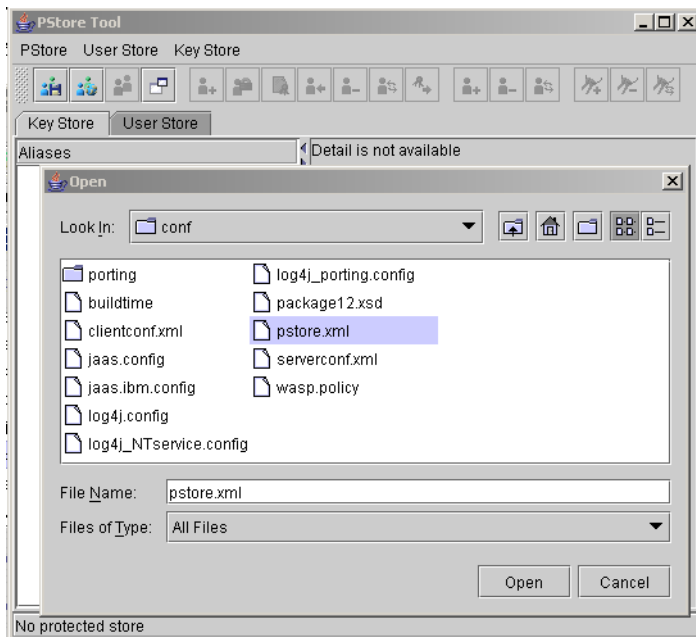 PStore Tool
PStore User Store Key Store
Key Store User Store
Aliases
Detail is not available
Open
Look In: conf
porting
buildtime
clientconf.xml
jaas.config
jaas.ibm.config
log4j.config
log4j_NTservice.config
log4j_porting.config
package12.xsd
pstore.xml
serverconf.xml
wasp.policy
File Name: pstore.xml
Files of Type: All Files
Open Cancel
No protected store